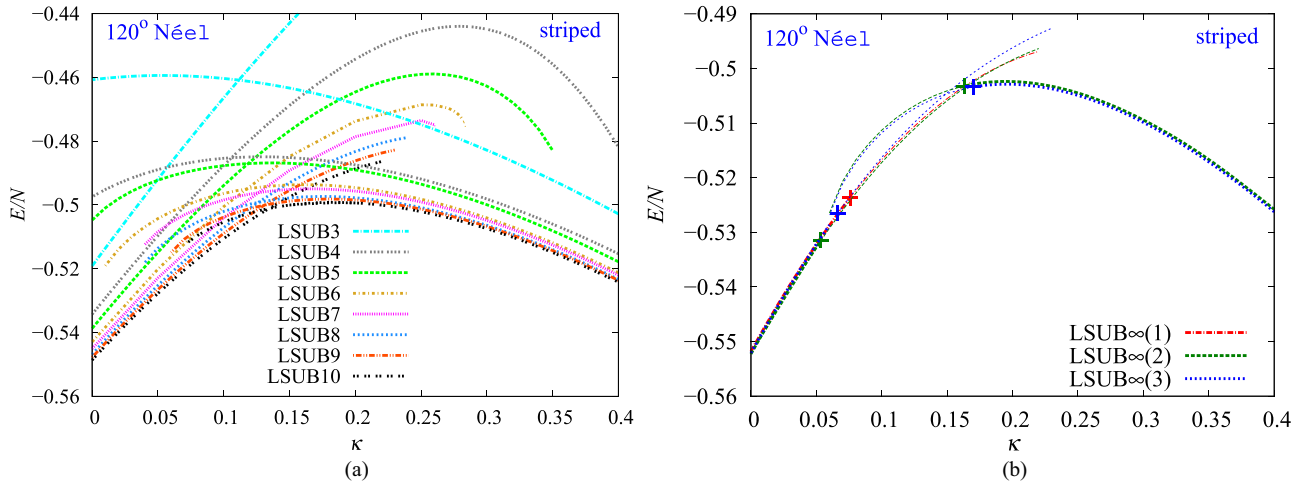 120° Néel
striped
E/N
−0.44
−0.46
−0.48
−0.5
−0.52
−0.54
−0.56
LSUB3
LSUB4
LSUB5
LSUB6
LSUB7
LSUB8
LSUB9
LSUB10
0 0.05 0.1 0.15 0.2 0.25 0.3 0.35 0.4
κ
(a)
120° Néel
striped
E/N
−0.49
−0.5
−0.51
−0.52
−0.53
−0.54
−0.55
−0.56
LSUB∞(1)
LSUB∞(2)
LSUB∞(3)
0 0.05 0.1 0.15 0.2 0.25 0.3 0.35 0.4
κ
(b)